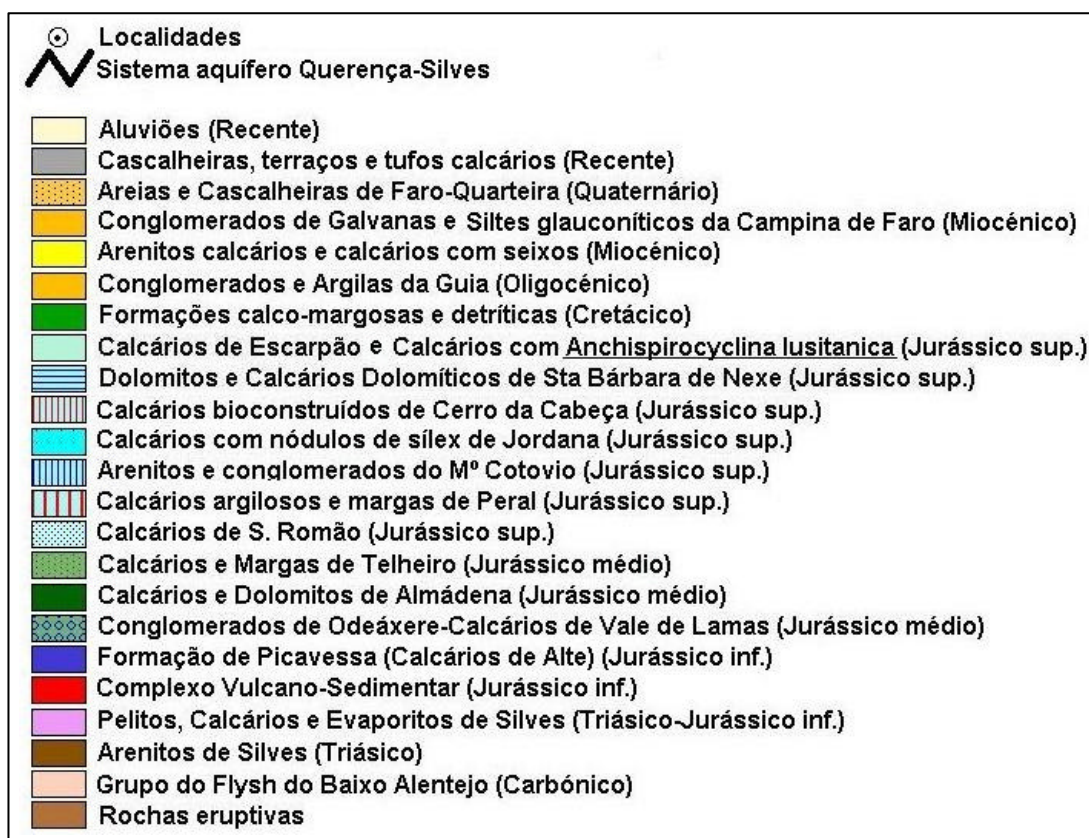 Localidades
Sistema aquífero Querença-Silves
Aluviões (Recente)
Cascalheiras, terraços e tufos calcários (Recente)
Areias e Cascalheiras de Faro-Quarteira (Quaternário)
Conglomerados de Galvanas e Siltes glauconíticos da Campina de Faro (Miocénico)
Arenitos calcários e calcários com seixos (Miocénico)
Conglomerados e Argilas da Guia (Oligocénico)
Formações calco-margosas e detríticas (Cretácico)
Calcários de Escarpão e Calcários com Anchispirocyclina lusitanica (Jurássico sup.)
Dolomitos e Calcários Dolomíticos de Sta Bárbara de Nexe (Jurássico sup.)
Calcários bioconstruídos de Cerro da Cabeça (Jurássico sup.)
Calcários com nódulos de sílex de Jordana (Jurássico sup.)
Arenitos e conglomerados do Mº Cotovio (Jurássico sup.)
Calcários argilosos e margas de Peral (Jurássico sup.)
Calcários de S. Romão (Jurássico sup.)
Calcários e Margas de Telheiro (Jurássico médio)
Calcários e Dolomitos de Almádena (Jurássico médio)
Conglomerados de Odeáxere-Calcários de Vale de Lamas (Jurássico médio)
Formação de Picavessa (Calcários de Alte) (Jurássico inf.)
Complexo Vulcano-Sedimentar (Jurássico inf.)
Pelitos, Calcários e Evaporitos de Silves (Triásico-Jurássico inf.)
Arenitos de Silves (Triásico)
Grupo do Flysh do Baixo Alentejo (Carbónico)
Rochas eruptivas